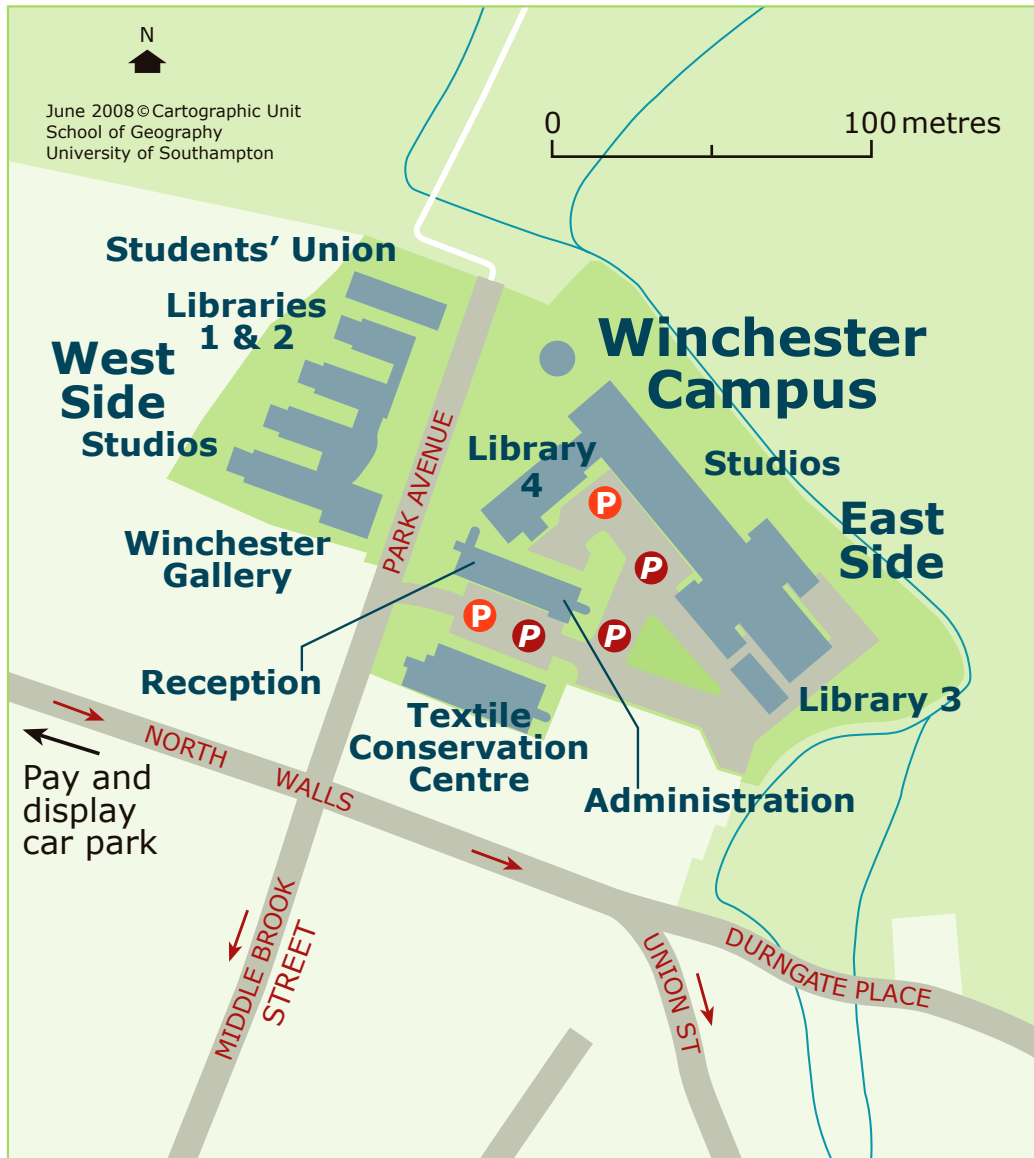 N
June 2008 © Cartographic Unit
School of Geography
University of Southampton
0
100 metres
Students’ Union
Libraries
1 & 2
West
Side
Studios
Winchester
Gallery
Winchester
Campus
PARK AVENUE
Library
4
Studios
East
Side
P
P
P
P
P
Reception
Textile
Conservation
Centre
Library 3
Administration
NORTH WALLS
Pay and
display
car park
MIDDLE BROOK
STREET
UNION ST
DURNGATE PLACE